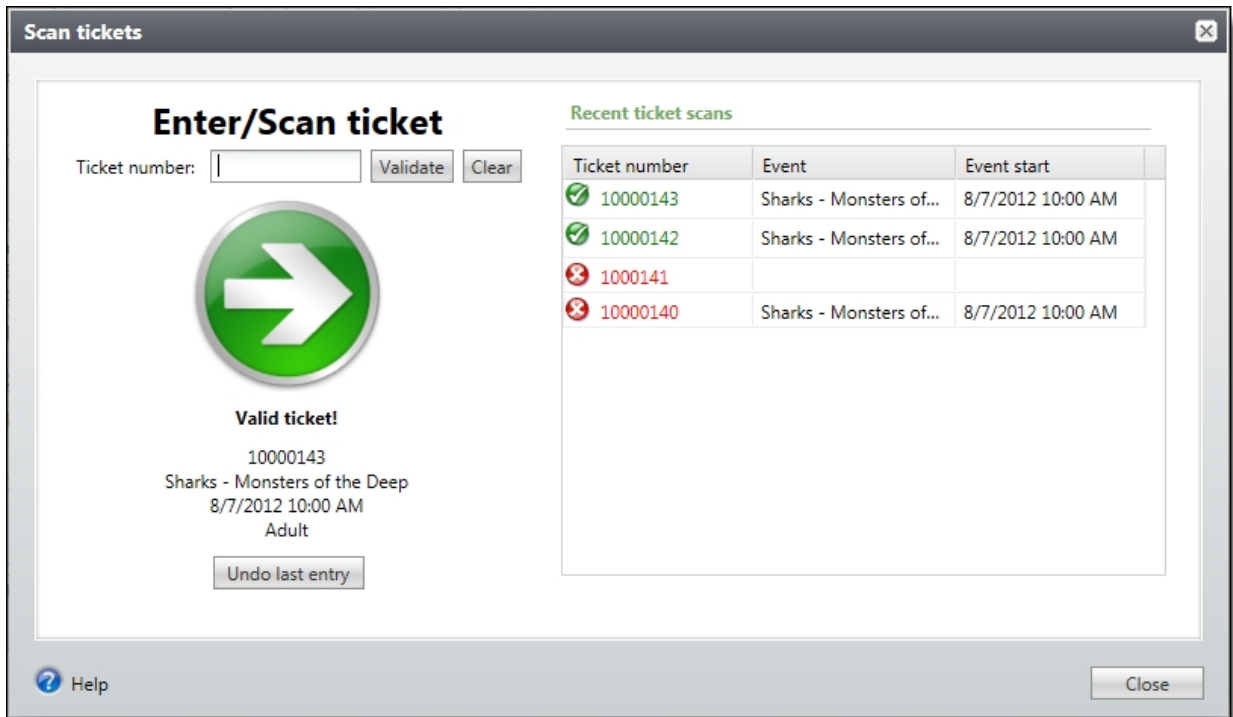 Scan tickets
Enter/Scan ticket
Ticket number:
Validate
Clear
Valid ticket!
10000143
Sharks - Monsters of the Deep
8/7/2012 10:00 AM
Adult
Undo last entry
Recent ticket scans
Ticket number Event Event start
10000143 Sharks - Monsters of... 8/7/2012 10:00 AM
10000142 Sharks - Monsters of... 8/7/2012 10:00 AM
1000141
10000140 Sharks - Monsters of... 8/7/2012 10:00 AM
Help
Close